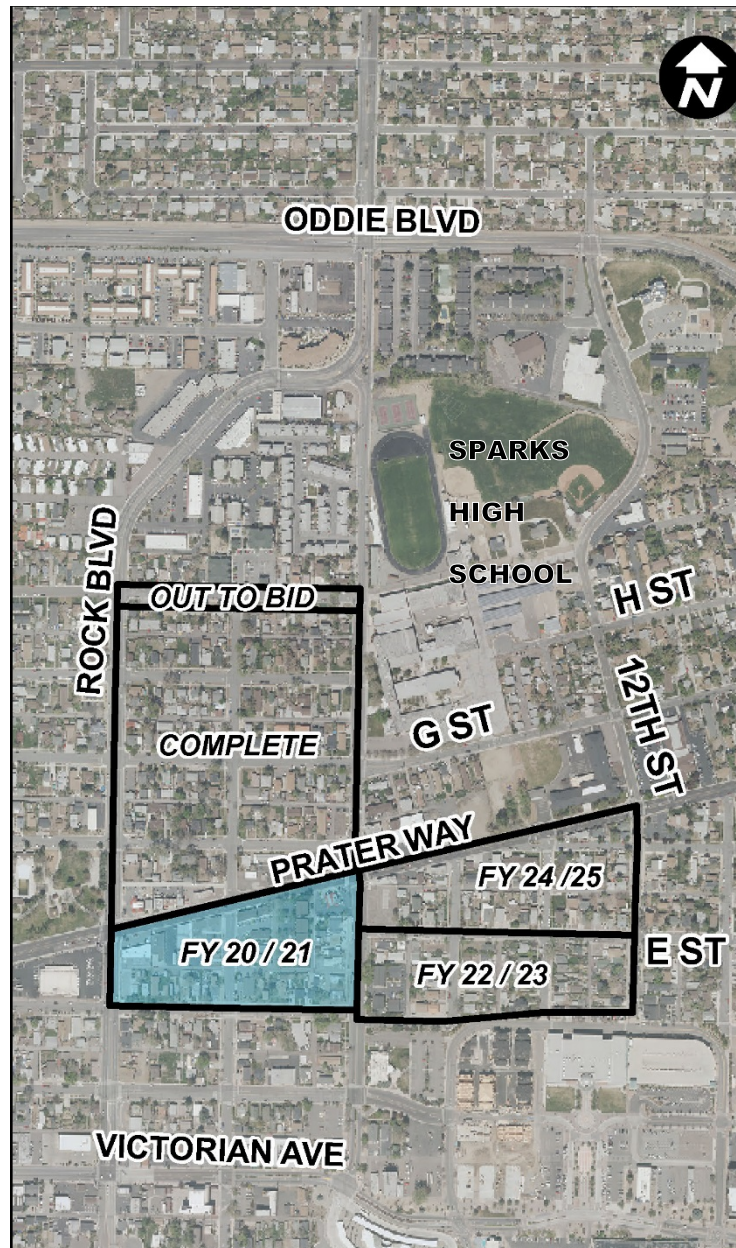 N
ODDIE BLVD
SPARKS
HIGH
SCHOOL
ROCK BLVD
OUT TO BID
H ST
12TH ST
COMPLETE
G ST
PRATER WAY
FY 24 /25
FY 20 / 21
E ST
FY 22 / 23
VICTORIAN AVE